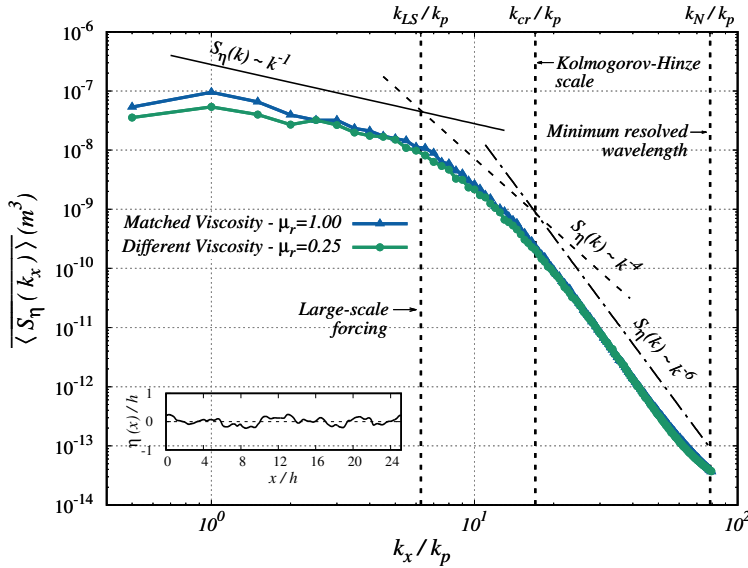 k_LS / k_p
k_cr / k_p
k_N / k_p
10^-6
10^-7
10^-8
10^-9
10^-10
10^-11
10^-12
10^-13
10^-14
⟨ S_η ( k_x ) ⟩ (m^3)
S_η(k) ~ k^-1
Kolmogorov-Hinze
scale
Minimum resolved
wavelength
Matched Viscosity - μ_r=1.00
Different Viscosity - μ_r=0.25
S_η(k) ~ k^-4
Large-scale
forcing
S_η(k) ~ k^-6
η (x) / h
1
0
-1
0 4 8 12 16 20 24
x / h
10^0 10^1 10^2
k_x / k_p